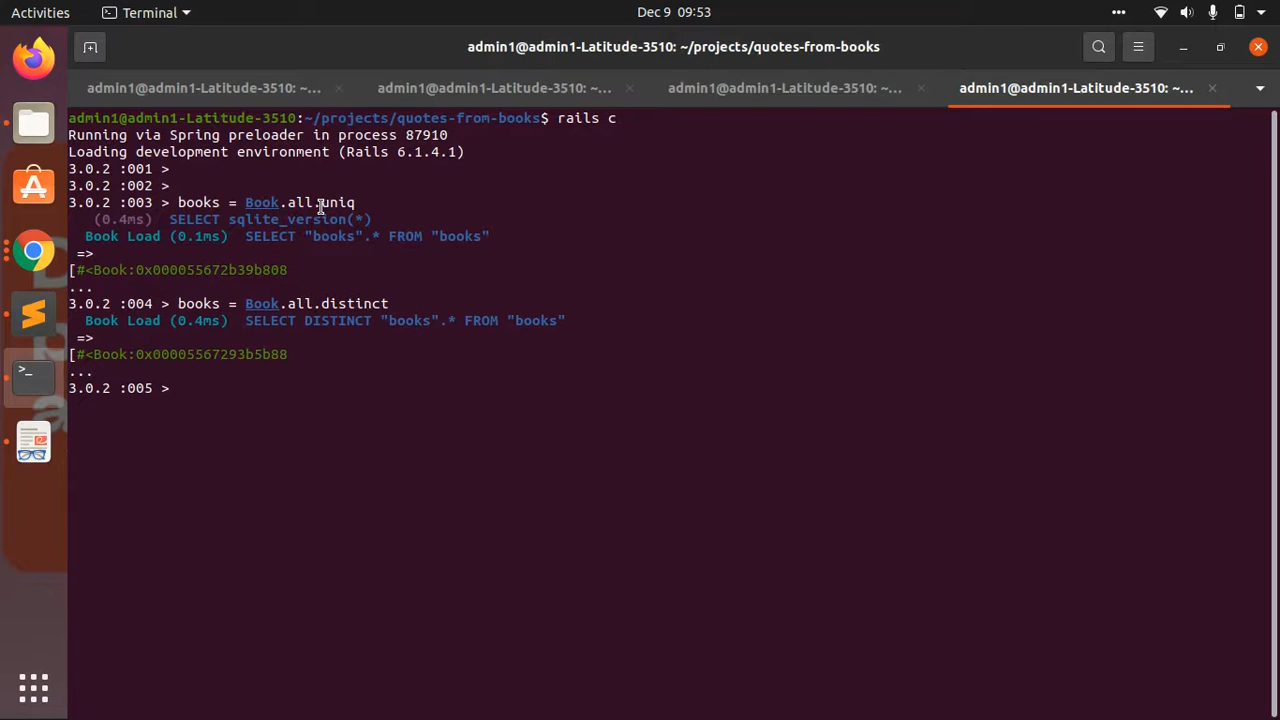 Activities
Terminal
Dec 9 09:53
admin1@admin1-Latitude-3510: ~/projects/quotes-from-books
admin1@admin1-Latitude-3510: ~...
admin1@admin1-Latitude-3510: ~...
admin1@admin1-Latitude-3510: ~...
admin1@admin1-Latitude-3510: ~...
admin1@admin1-Latitude-3510:~/projects/quotes-from-books$ rails c
Running via Spring preloader in process 87910
Loading development environment (Rails 6.1.4.1)
3.0.2 :001 >
3.0.2 :002 >
3.0.2 :003 > books = Book.all.uniq
(0.4ms) SELECT sqlite_version(*)
Book Load (0.1ms) SELECT "books".* FROM "books"
=>
[#<Book:0x000055672b39b808
...
3.0.2 :004 > books = Book.all.distinct
Book Load (0.4ms) SELECT DISTINCT "books".* FROM "books"
=>
[#<Book:0x00005567293b5b88
...
3.0.2 :005 >